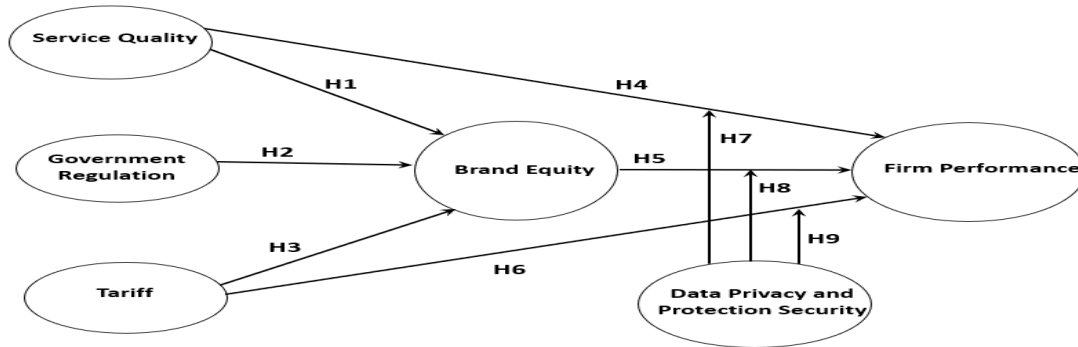 Service Quality
H1
H4
H7
Government
Regulation
H2
Brand Equity
H5
H8
Firm Performance
H3
H6
H9
Tariff
Data Privacy and
Protection Security